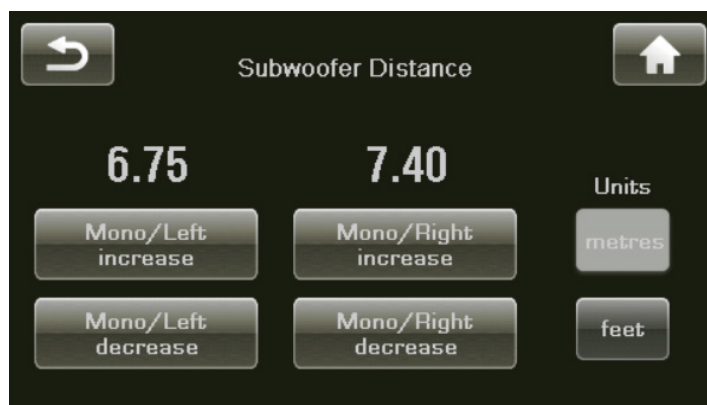 Subwoofer Distance
6.75
7.40
Units
Mono/Left
increase
Mono/Right
increase
metres
Mono/Left
decrease
Mono/Right
decrease
feet